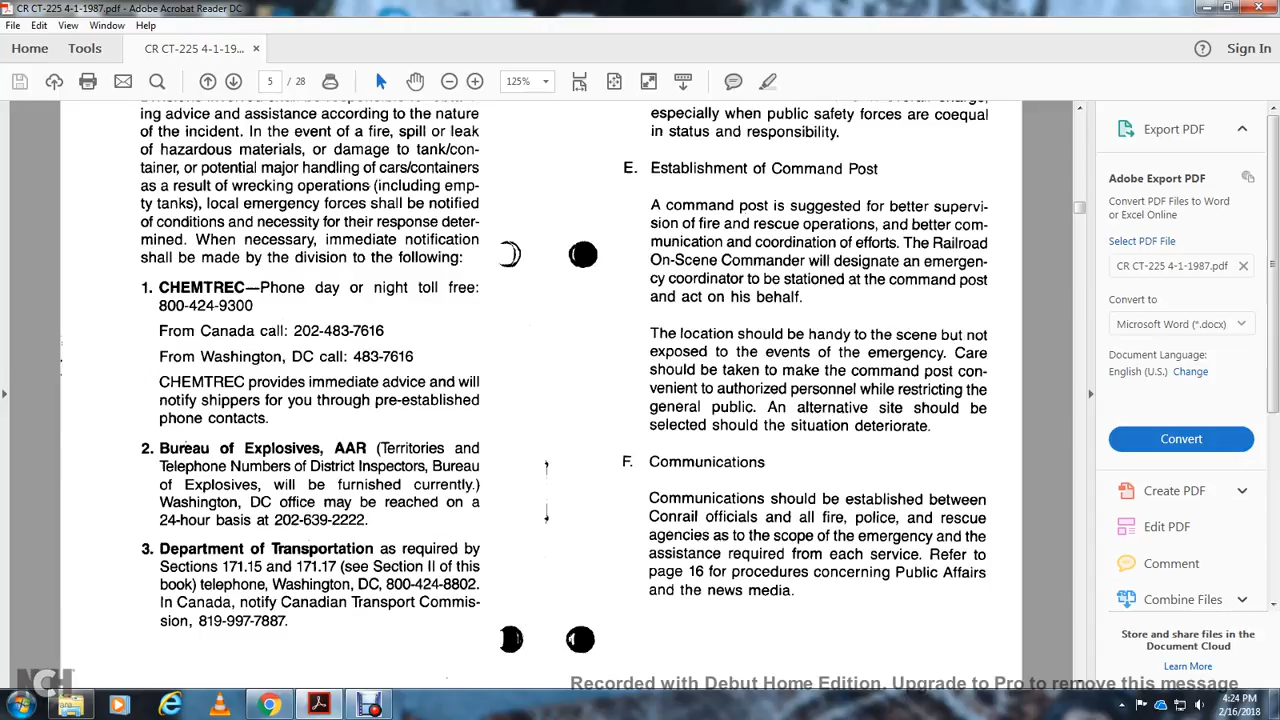 CR CT-225 4-1-1987.pdf - Adobe Acrobat Reader DC
File Edit View Window Help
Home Tools CR CT-225 4-1-19... × Sign In
5 / 28 125%
ing advice and assistance according to the nature
of the incident. In the event of a fire, spill or leak
of hazardous materials, or damage to tank/con-
tainer, or potential major handling of cars/containers
as a result of wrecking operations (including emp-
ty tanks), local emergency forces shall be notified
of conditions and necessity for their response deter-
mined. When necessary, immediate notification
shall be made by the division to the following:
1. CHEMTREC—Phone day or night toll free:
800-424-9300
From Canada call: 202-483-7616
From Washington, DC call: 483-7616
CHEMTREC provides immediate advice and will
notify shippers for you through pre-established
phone contacts.
2. Bureau of Explosives, AAR (Territories and
Telephone Numbers of District Inspectors, Bureau
of Explosives, will be furnished currently.)
Washington, DC office may be reached on a
24-hour basis at 202-639-2222.
3. Department of Transportation as required by
Sections 171.15 and 171.17 (see Section II of this
book) telephone, Washington, DC, 800-424-8802.
In Canada, notify Canadian Transport Commis-
sion, 819-997-7887.
especially when public safety forces are coequal
in status and responsibility.
E. Establishment of Command Post
A command post is suggested for better supervi-
sion of fire and rescue operations, and better com-
munication and coordination of efforts. The Railroad
On-Scene Commander will designate an emergen-
cy coordinator to be stationed at the command post
and act on his behalf.
The location should be handy to the scene but not
exposed to the events of the emergency. Care
should be taken to make the command post con-
venient to authorized personnel while restricting the
general public. An alternative site should be
selected should the situation deteriorate.
F. Communications
Communications should be established between
Conrail officials and all fire, police, and rescue
agencies as to the scope of the emergency and the
assistance required from each service. Refer to
page 16 for procedures concerning Public Affairs
and the news media.
Export PDF
Adobe Export PDF
Convert PDF Files to Word
or Excel Online
Select PDF File
CR CT-225 4-1-1987.pdf
Convert to
Microsoft Word (*.docx)
Document Language:
English (U.S.) Change
Convert
Create PDF
Edit PDF
Comment
Combine Files
Store and share files in the
Document Cloud
Learn More
NCH
Recorded with Debut Home Edition. Upgrade to Pro to remove this message
4:24 PM
2/16/2018